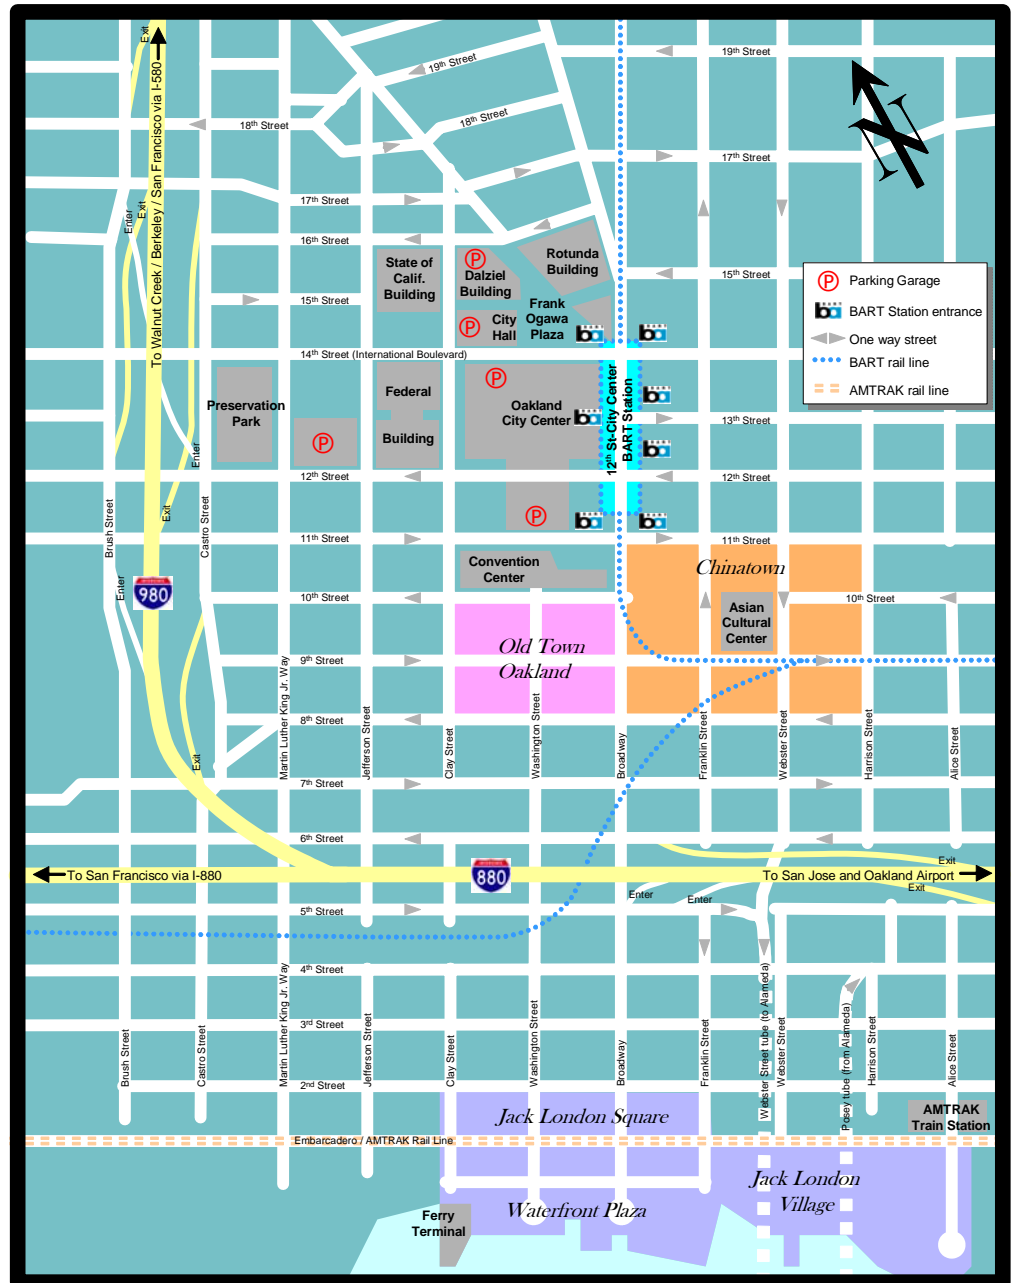 Exit
19th Street
19th Street
18th Street
18th Street
17th Street
To Walnut Creek / Berkeley / San Francisco via I-580
N
Enter
Exit
17th Street
16th Street
15th Street
15th Street
State of
Calif.
Building
P
Dalziel
Building
Rotunda
Building
Frank
Ogawa
Plaza
P
City
Hall
P
Parking Garage
ba
BART Station entrance
One way street
BART rail line
AMTRAK rail line
ba
ba
14th Street (International Boulevard)
Preservation
Park
P
Federal
Building
P
Oakland
City Center
12th St-City Center
BART Station
ba
ba
ba
13th Street
Enter
12th Street
12th Street
Exit
P
ba
ba
Brush Street
Castro Street
11th Street
11th Street
Convention
Center
Chinatown
Enter
INTERSTATE
980
10th Street
10th Street
Asian
Cultural
Center
Old Town
Oakland
9th Street
8th Street
Martin Luther King Jr. Way
Jefferson Street
Clay Street
Washington Street
Broadway
Franklin Street
Webster Street
Harrison Street
Alice Street
Exit
7th Street
6th Street
To San Francisco via I-880
INTERSTATE
880
Exit
To San Jose and Oakland Airport
Exit
Enter
Enter
5th Street
4th Street
3rd Street
2nd Street
Brush Street
Castro Street
Martin Luther King Jr. Way
Jefferson Street
Clay Street
Washington Street
Broadway
Franklin Street
Webster Street tube (to Alameda)
Webster Street
Posey tube (from Alameda)
Harrison Street
Alice Street
Jack London Square
AMTRAK
Train Station
Embarcadero / AMTRAK Rail Line
Jack London
Village
Waterfront Plaza
Ferry
Terminal